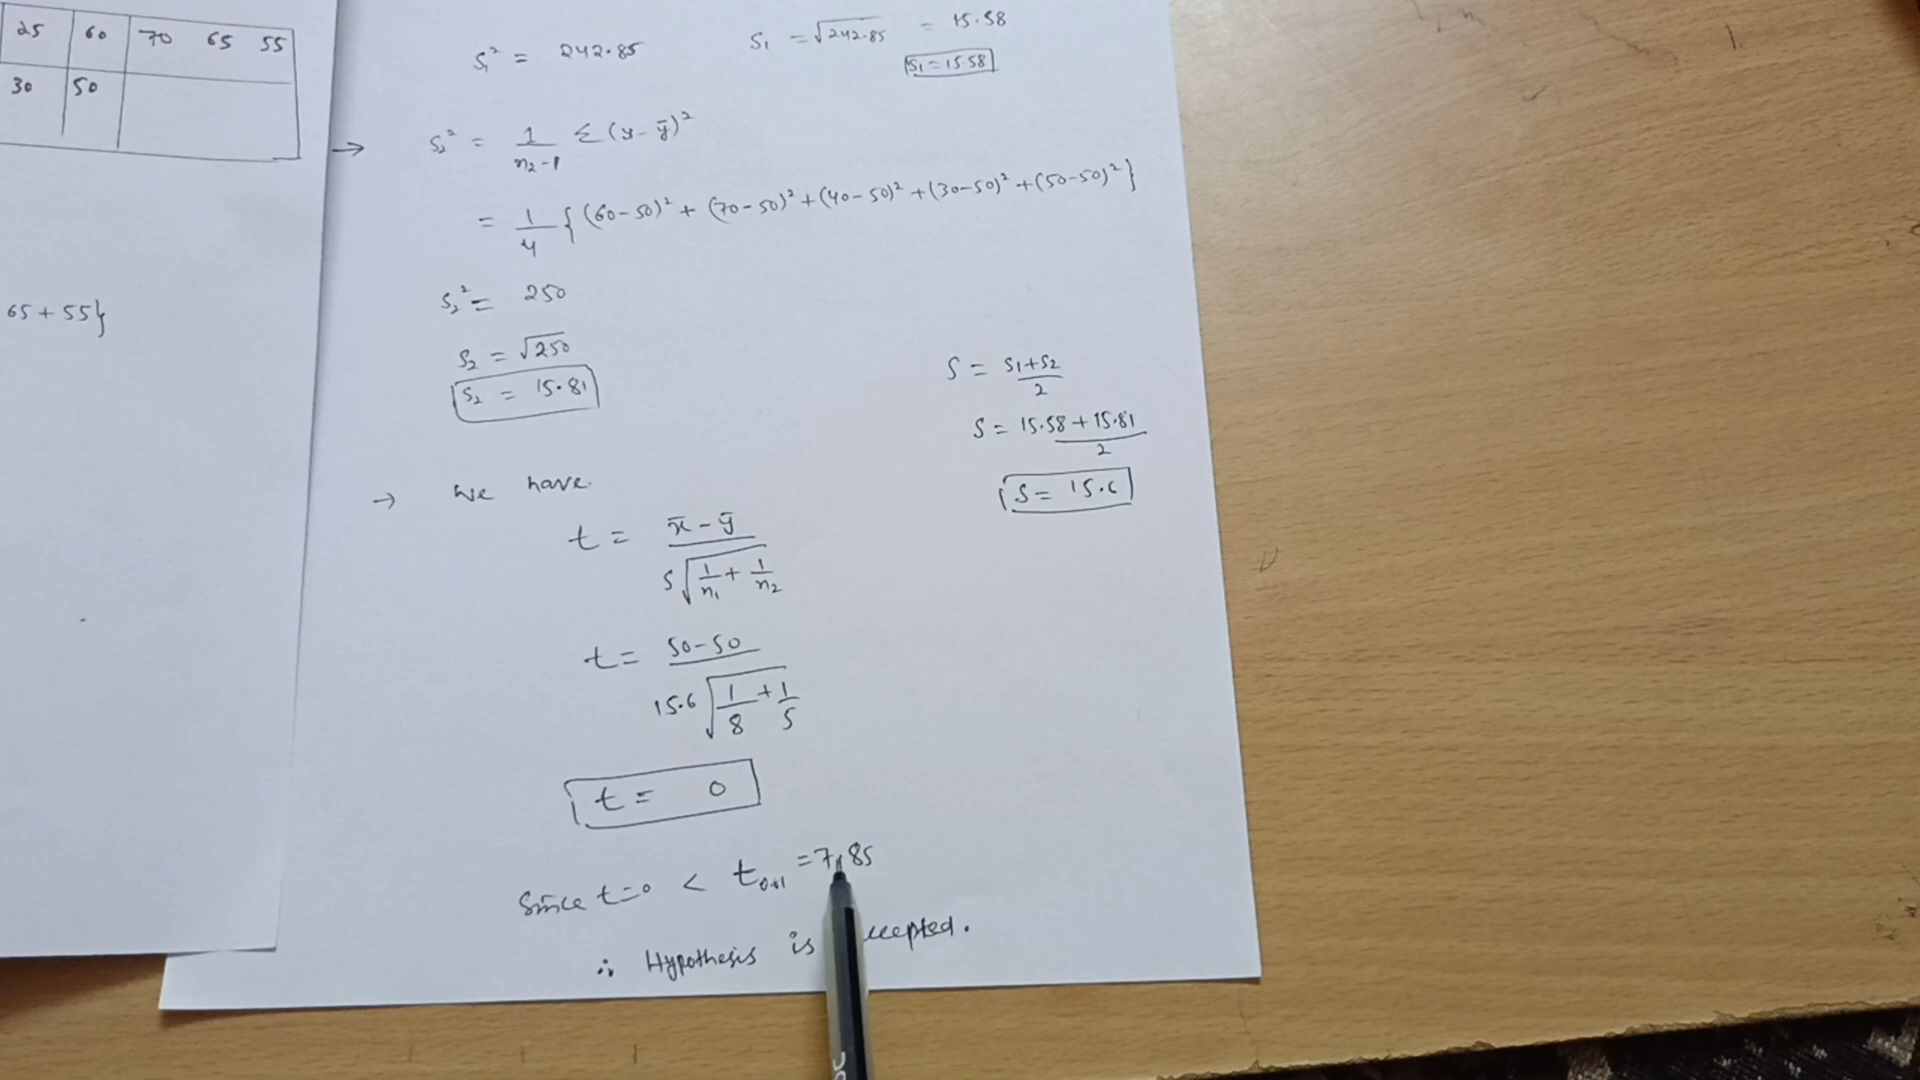 25 60 70 65 55
30 50
65 + 55}
S₁² = 242.85
S₁ = √242.85 = 15.58
S₁ = 15.58
→ S₂² = 1/(n₂-1) Σ(y-ȳ)²
= 1/4 {(60-50)² + (70-50)² + (40-50)² + (30-50)² + (50-50)²}
S₂² = 250
S₂ = √250
S₂ = 15.81
S = (S₁+S₂)/2
S = (15.58+15.81)/2
S = 15.6
→ We have.
t = (x̄ - ȳ)/(S√(1/n₁ + 1/n₂))
t = (50-50)/(15.6√(1/8 + 1/5))
t = 0
Since t=0 < t = 7.85
∴ Hypothesis is